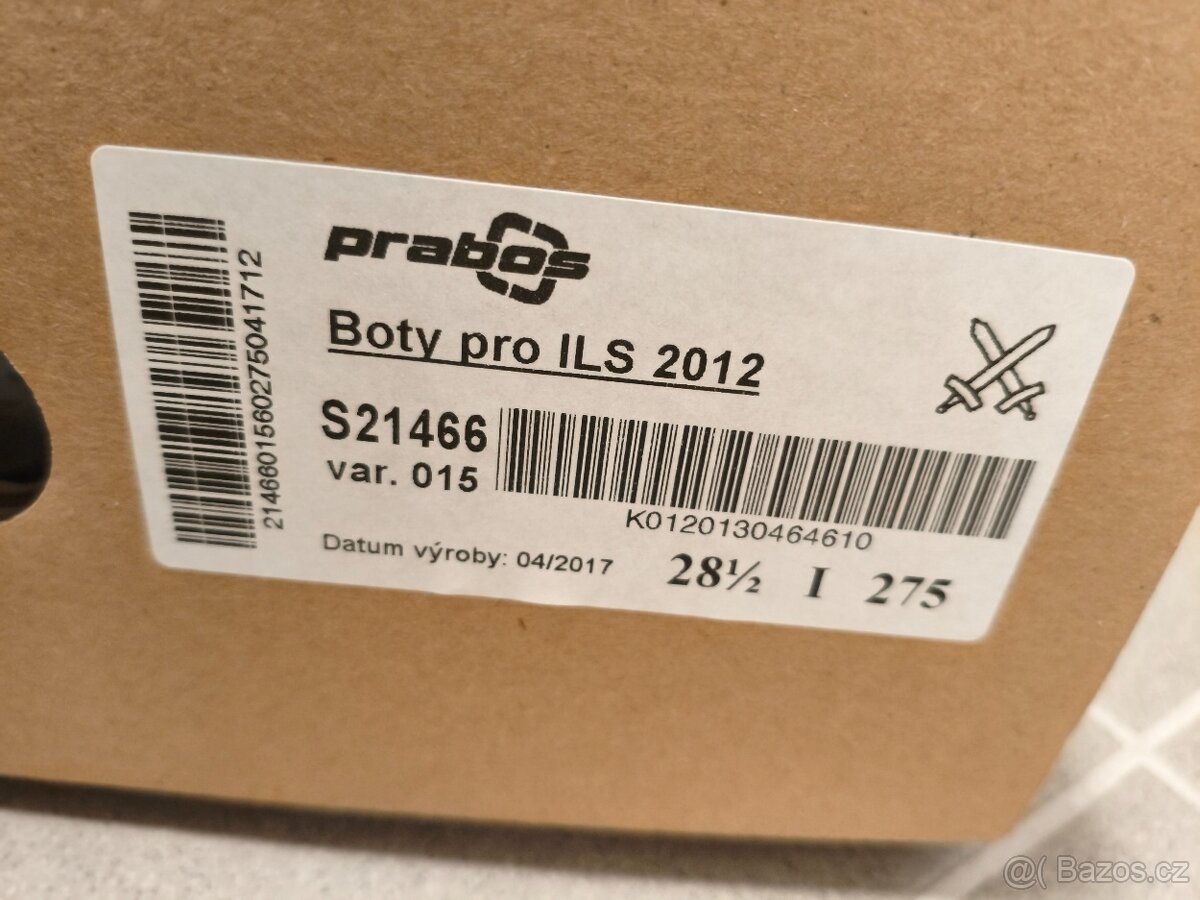 prabos
Boty pro ILS 2012
S21466
var. 015
K0120130464610
Datum výroby: 04/2017
28½ I 275
2146601560275041712
@( Bazos.cz